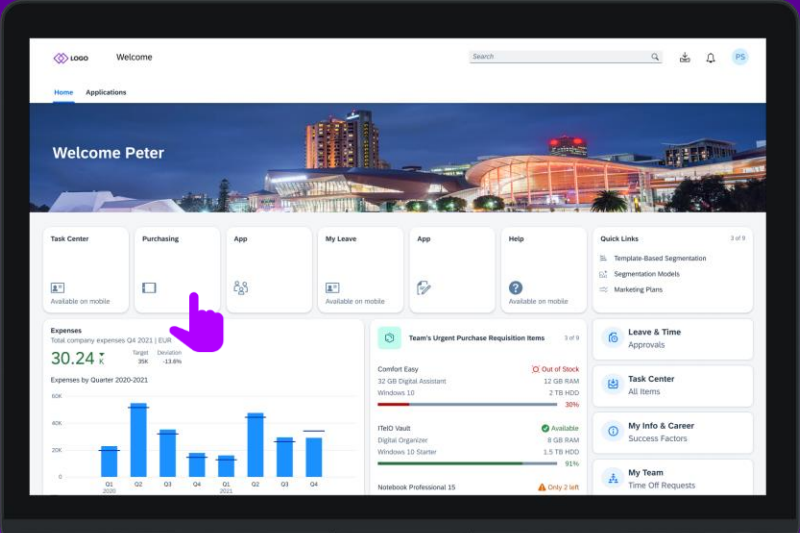 LOGO
Welcome
Search
PS
Home
Applications
Welcome Peter
Task Center
Available on mobile
Purchasing
App
My Leave
Available on mobile
App
Help
?
Available on mobile
Quick Links
3 of 9
Template-Based Segmentation
Segmentation Models
Marketing Plans
Expenses
Total company expenses Q4 2021 | EUR
30.24 K
Target
35K
Deviation
-13.6%
Expenses by Quarter 2020-2021
60K
40K
20K
0
Q1 Q2 Q3 Q4 Q1 Q2 Q3 Q4
2020 2021
Team's Urgent Purchase Requisition Items
3 of 9
Comfort Easy
Out of Stock
32 GB Digital Assistant
12 GB RAM
Windows 10
2 TB HDD
30%
ITelO Vault
Available
Digital Organizer
8 GB RAM
Windows 10 Starter
1.5 TB HDD
91%
Notebook Professional 15
Only 2 left
Leave & Time
Approvals
Task Center
All Items
My Info & Career
Success Factors
My Team
Time Off Requests